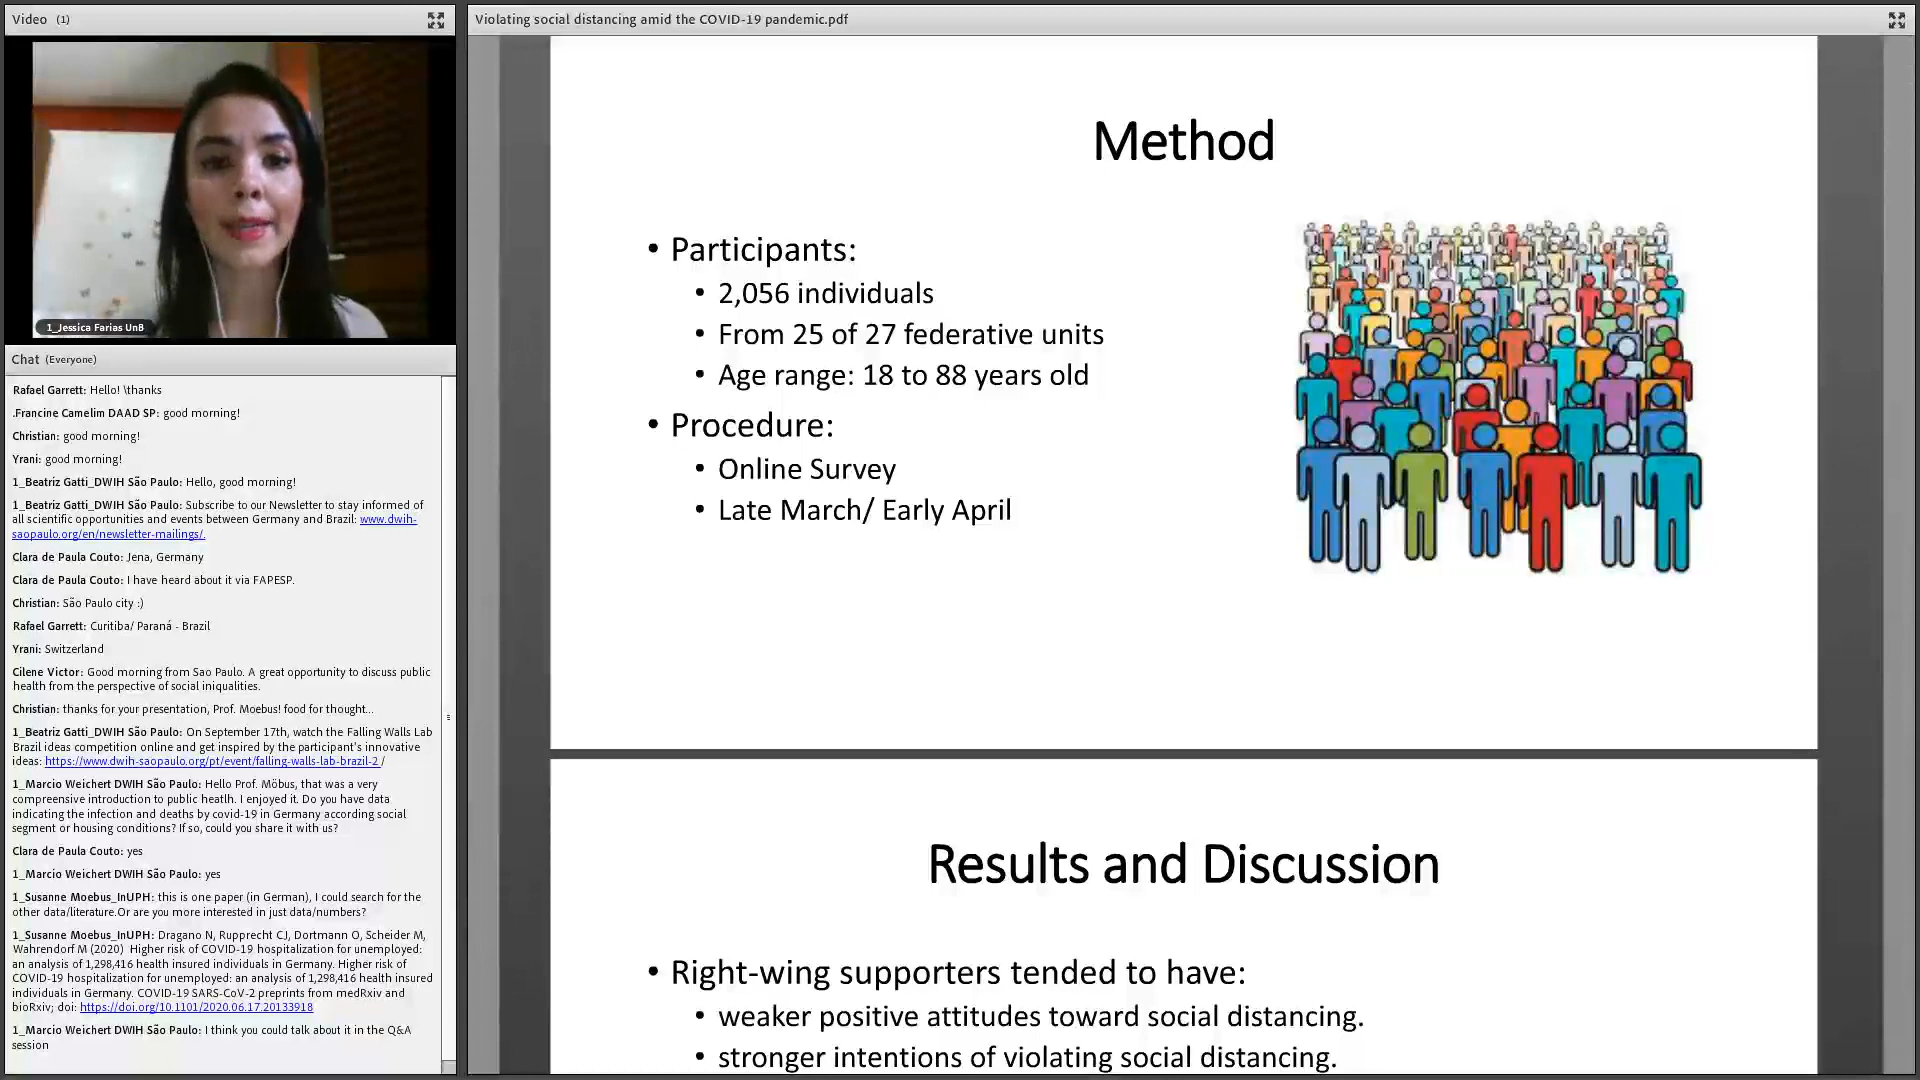 Video (1)
1_Jessica Farias UnB
Chat (Everyone)
Rafael Garrett: Hello! \thanks
.Francine Camelim DAAD SP: good morning!
Christian: good morning!
Yrani: good morning!
1_Beatriz Gatti_DWIH São Paulo: Hello, good morning!
1_Beatriz Gatti_DWIH São Paulo: Subscribe to our Newsletter to stay informed of
all scientific opportunities and events between Germany and Brazil: www.dwih-
saopaulo.org/en/newsletter-mailings/.
Clara de Paula Couto: Jena, Germany
Clara de Paula Couto: I have heard about it via FAPESP.
Christian: São Paulo city :)
Rafael Garrett: Curitiba/ Paraná - Brazil
Yrani: Switzerland
Cilene Victor: Good morning from Sao Paulo. A great opportunity to discuss public
health from the perspective of social iniqualities.
Christian: thanks for your presentation, Prof. Moebus! food for thought...
1_Beatriz Gatti_DWIH São Paulo: On September 17th, watch the Falling Walls Lab
Brazil ideas competition online and get inspired by the participant's innovative
ideas: https://www.dwih-saopaulo.org/pt/event/falling-walls-lab-brazil-2 /
1_Marcio Weichert DWIH São Paulo: Hello Prof. Möbus, that was a very
compreensive introduction to public heatlh. I enjoyed it. Do you have data
indicating the infection and deaths by covid-19 in Germany according social
segment or housing conditions? If so, could you share it with us?
Clara de Paula Couto: yes
1_Marcio Weichert DWIH São Paulo: yes
1_Susanne Moebus_InUPH: this is one paper (in German), I could search for the
other data/literature.Or are you more interested in just data/numbers?
1_Susanne Moebus_InUPH: Dragano N, Rupprecht CJ, Dortmann O, Scheider M,
Wahrendorf M (2020) Higher risk of COVID-19 hospitalization for unemployed:
an analysis of 1,298,416 health insured individuals in Germany. Higher risk of
COVID-19 hospitalization for unemployed: an analysis of 1,298,416 health insured
individuals in Germany. COVID-19 SARS-CoV-2 preprints from medRxiv and
bioRxiv; doi: https://doi.org/10.1101/2020.06.17.20133918
1_Marcio Weichert DWIH São Paulo: I think you could talk about it in the Q&A
session
Violating social distancing amid the COVID-19 pandemic.pdf
Method
• Participants:
• 2,056 individuals
• From 25 of 27 federative units
• Age range: 18 to 88 years old
• Procedure:
• Online Survey
• Late March/ Early April
Results and Discussion
• Right-wing supporters tended to have:
• weaker positive attitudes toward social distancing.
• stronger intentions of violating social distancing.